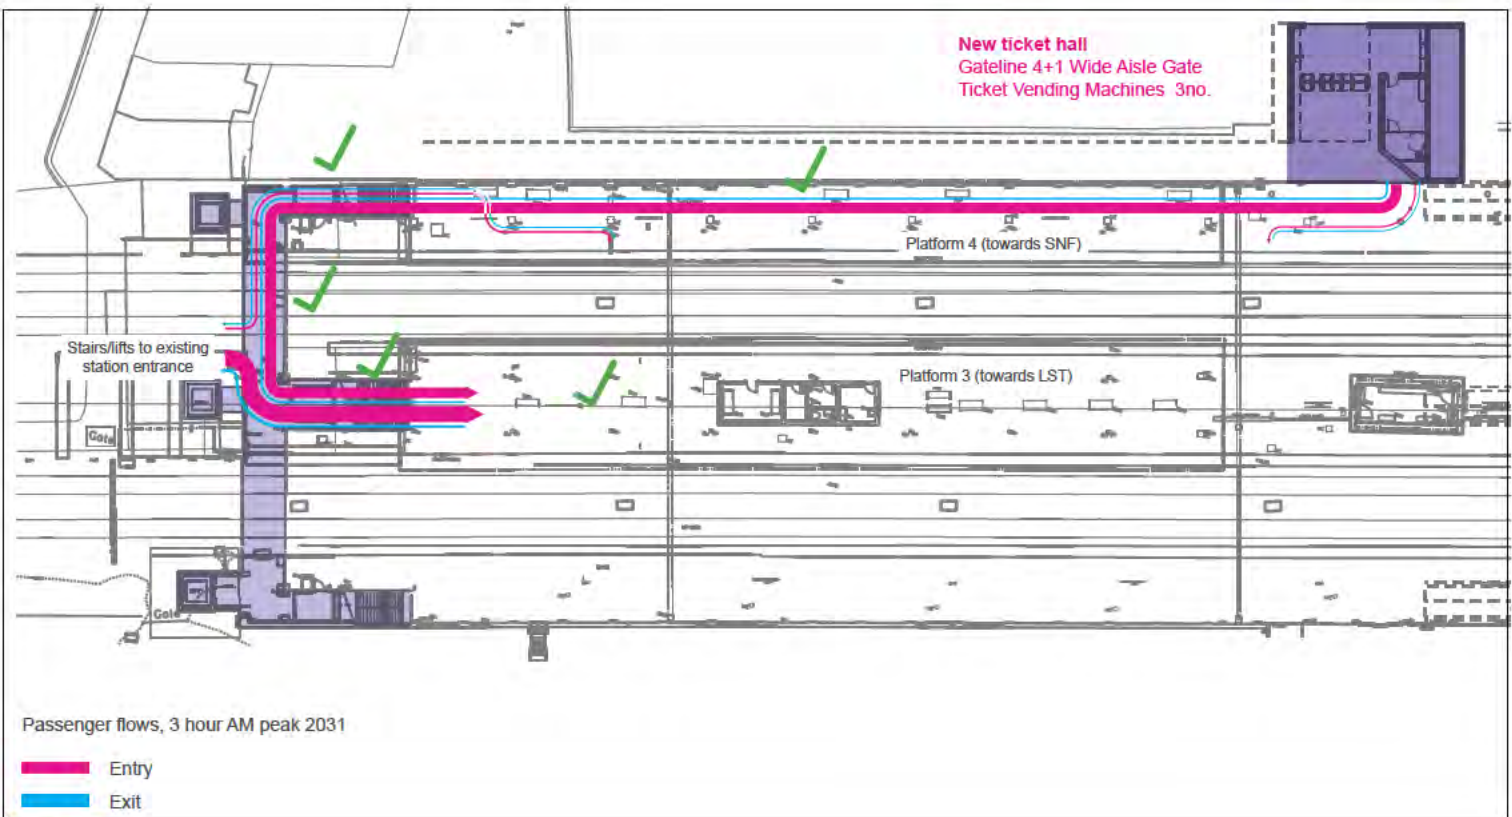 New ticket hall
Gateline 4+1 Wide Aisle Gate
Ticket Vending Machines 3no.
Platform 4 (towards SNF)
Stairs/lifts to existing
station entrance
Platform 3 (towards LST)
Gate
Gate
Passenger flows, 3 hour AM peak 2031
Entry
Exit